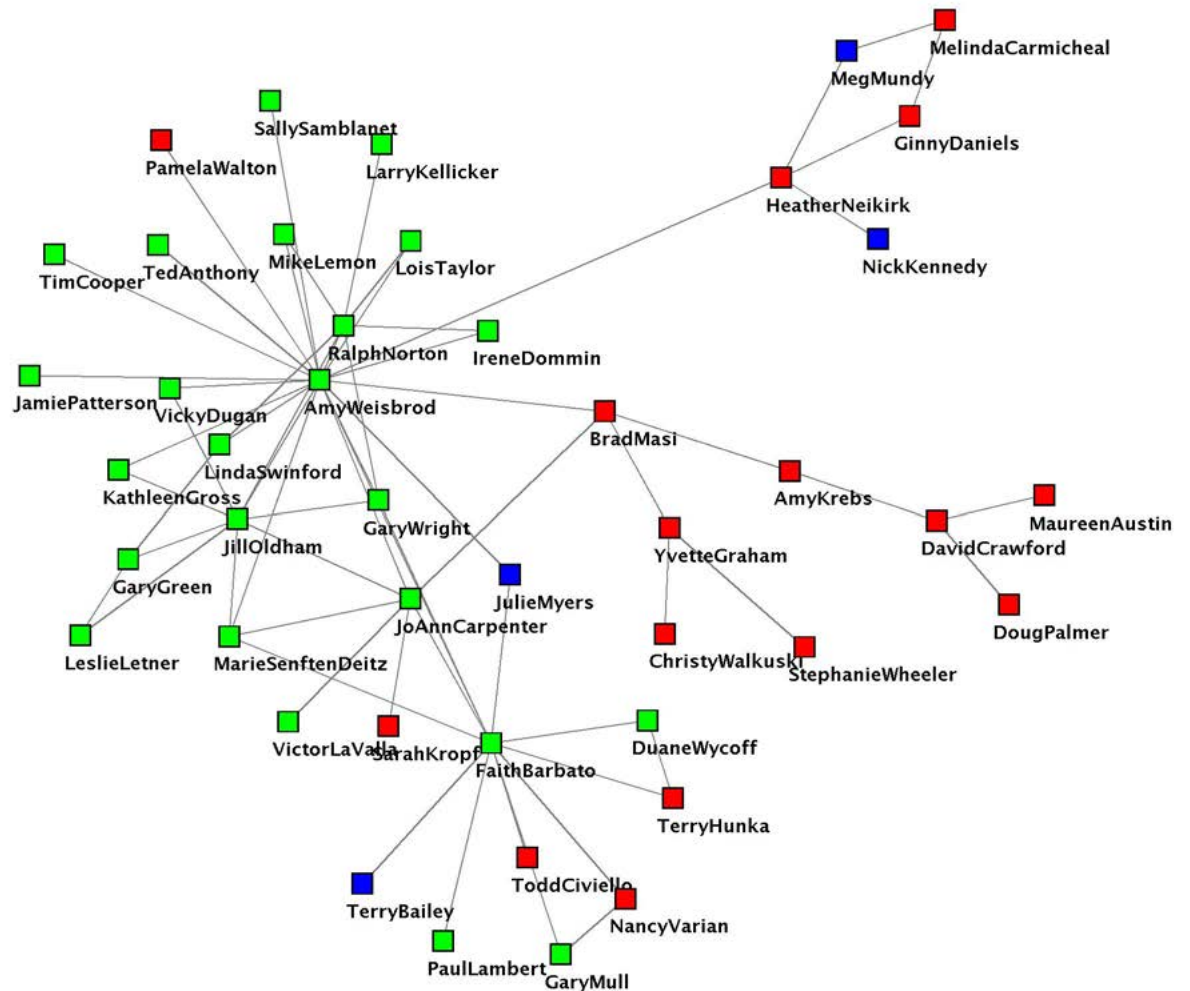 MelindaCarmicheal
MegMundy
SallySamblanet
GinnyDaniels
PamelaWalton
LarryKellicker
HeatherNeikirk
MikeLemon
LoisTaylor
NickKennedy
TedAnthony
TimCooper
RalphNorton
IreneDommin
JamiePatterson
VickyDugan
AmyWeisbrod
BradMasi
LindaSwinford
KathleenGross
AmyKrebs
GaryWright
MaureenAustin
JillOldham
DavidCrawford
YvetteGraham
GaryGreen
JulieMyers
JoAnnCarpenter
DougPalmer
LeslieLetner
MarieSenftenDeitz
ChristyWalkuski
StephanieWheeler
VictorLaValla
SarahKropf
DuaneWycoff
FaithBarbato
TerryHunka
ToddCiviello
TerryBailey
NancyVarian
PaulLambert
GaryMull